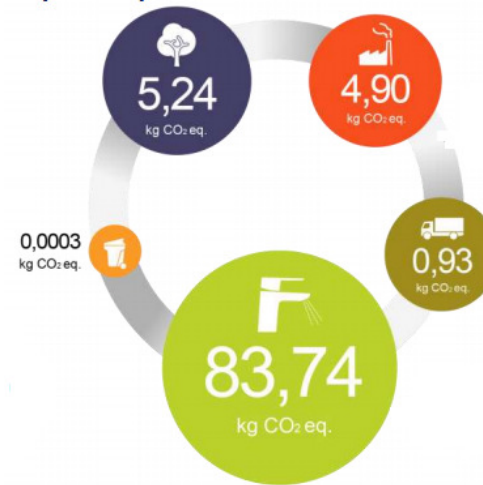 5,24
kg CO₂ eq.
4,90
kg CO₂ eq.
0,0003
kg CO₂ eq.
0,93
kg CO₂ eq.
83,74
kg CO₂ eq.